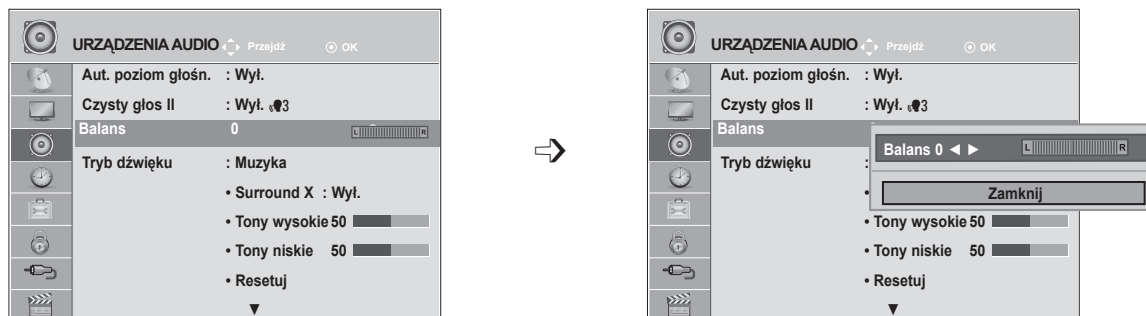 URZĄDZENIA AUDIO Przejdź OK
Aut. poziom głośn. : Wył.
Czysty głos II : Wył. 3
Balans 0 L R
Tryb dźwięku : Muzyka
• Surround X : Wył.
• Tony wysokie 50
• Tony niskie 50
• Resetuj
▼
URZĄDZENIA AUDIO Przejdź OK
Aut. poziom głośn. : Wył.
Czysty głos II : Wył. 3
Balans
Balans 0 ◄ ► L R
Zamknij
Tryb dźwięku :
•
• Tony wysokie 50
• Tony niskie 50
• Resetuj
▼